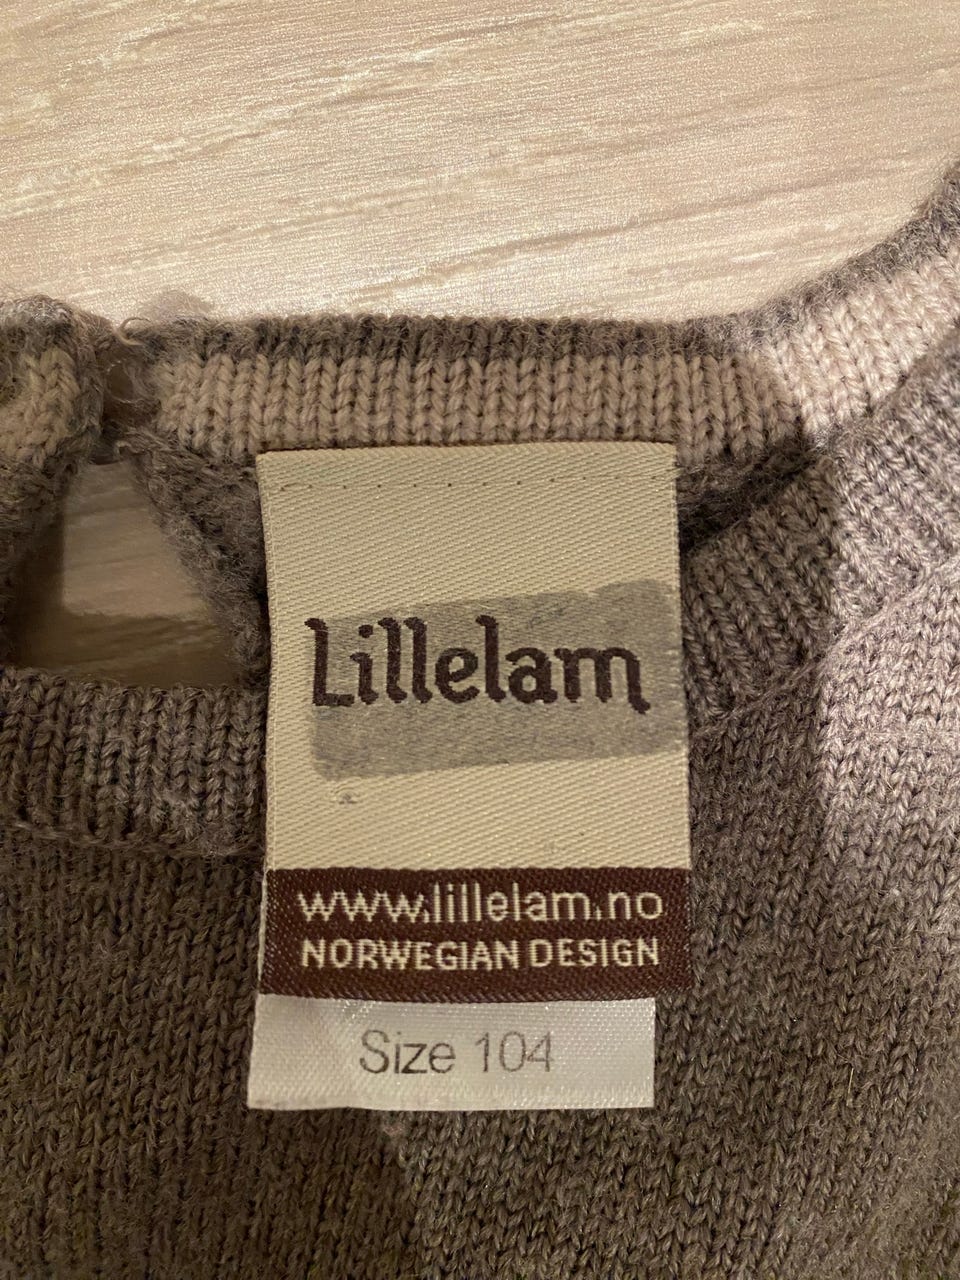 Lillelam
www.lillelam.no
NORWEGIAN DESIGN
Size 104